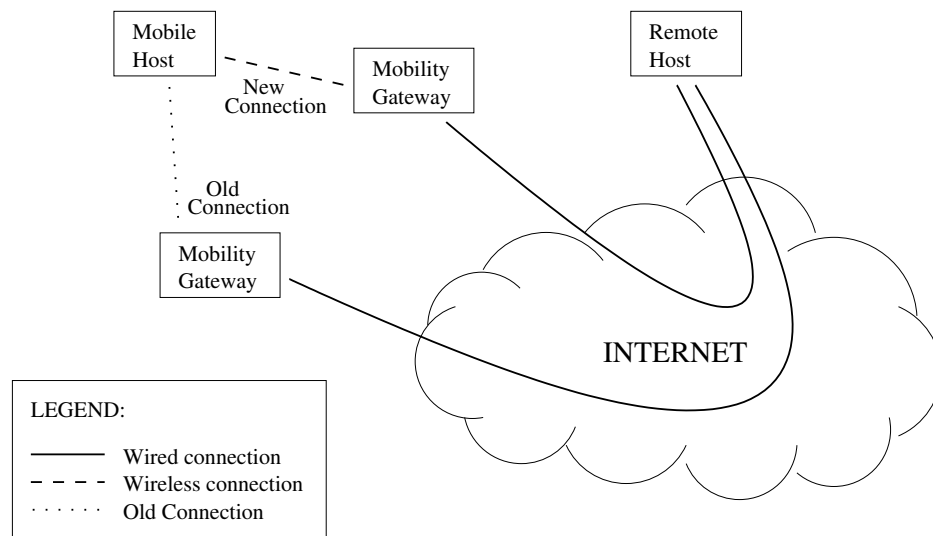 Mobile
Host
Mobility
Gateway
Remote
Host
New
Connection
Old
Connection
Mobility
Gateway
INTERNET
LEGEND:
Wired connection
Wireless connection
Old Connection